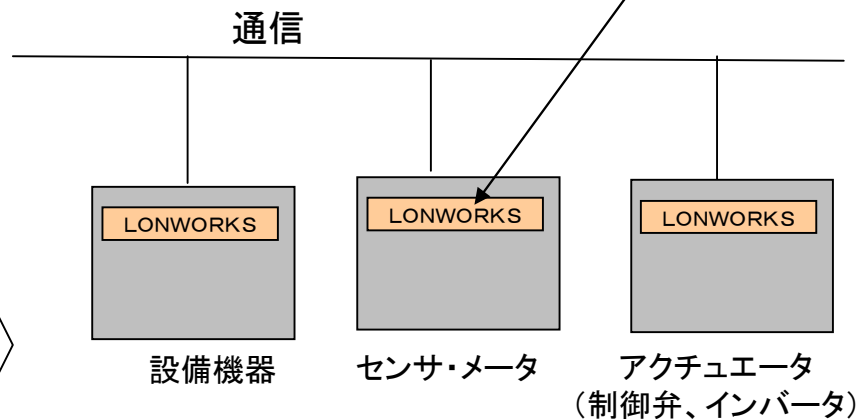 通信
LONWORKS
LONWORKS
LONWORKS
設備機器
センサ・メータ
アクチュエータ
（制御弁、インバータ）